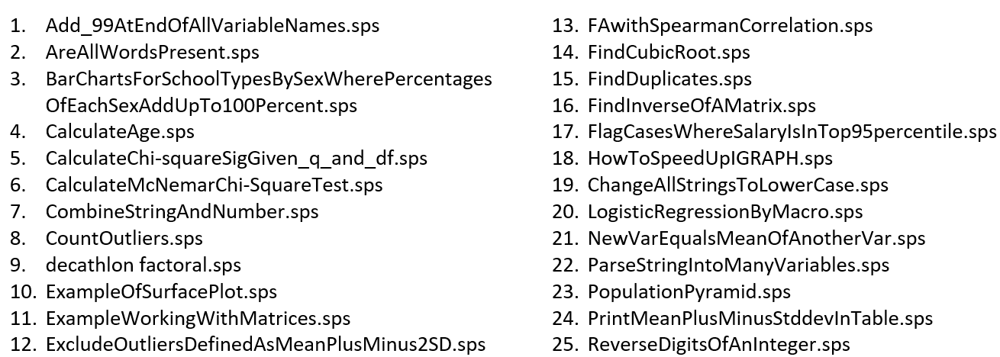 1. Add_99AtEndOfAllVariableNames.sps
2. AreAllWordsPresent.sps
3. BarChartsForSchoolTypesBySexWherePercentages
OfEachSexAddUpTo100Percent.sps
4. CalculateAge.sps
5. CalculateChi-squareSigGiven_q_and_df.sps
6. CalculateMcNemarChi-SquareTest.sps
7. CombineStringAndNumber.sps
8. CountOutliers.sps
9. decathlon factoral.sps
10. ExampleOfSurfacePlot.sps
11. ExampleWorkingWithMatrices.sps
12. ExcludeOutliersDefinedAsMeanPlusMinus2SD.sps
13. FAwithSpearmanCorrelation.sps
14. FindCubicRoot.sps
15. FindDuplicates.sps
16. FindInverseOfAMatrix.sps
17. FlagCasesWhereSalaryIsInTop95percentile.sps
18. HowToSpeedUpIGRAPH.sps
19. ChangeAllStringsToLowerCase.sps
20. LogisticRegressionByMacro.sps
21. NewVarEqualsMeanOfAnotherVar.sps
22. ParseStringIntoManyVariables.sps
23. PopulationPyramid.sps
24. PrintMeanPlusMinusStddevInTable.sps
25. ReverseDigitsOfAnInteger.sps